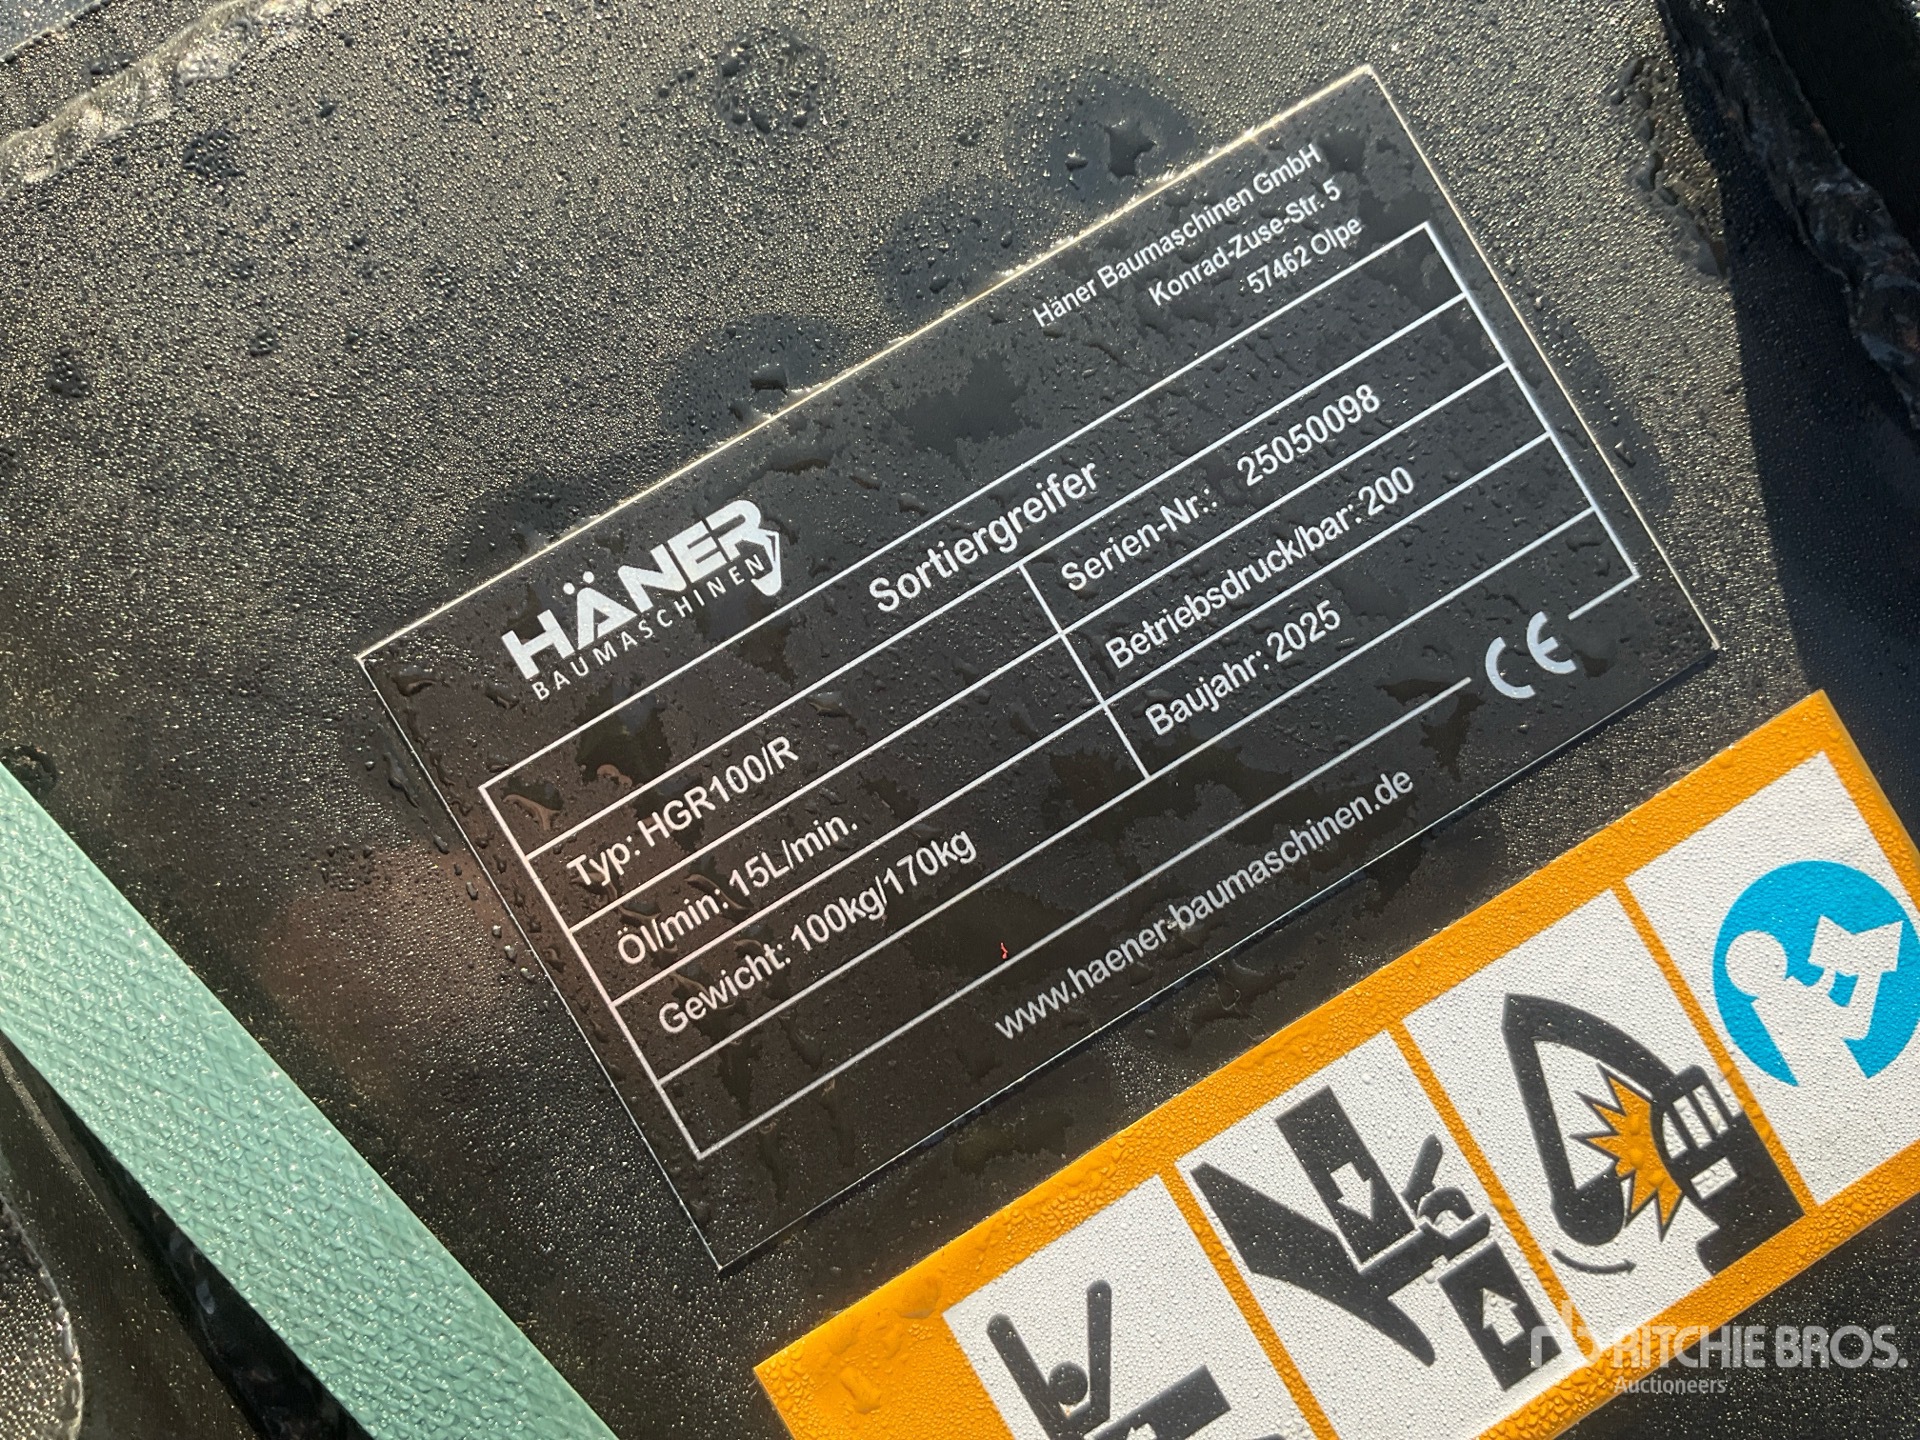 HÄNER
BAUMASCHINEN
Häner Baumaschinen GmbH
Konrad-Zuse-Str. 5
57462 Olpe
Sortiergreifer
Typ: HGR100/R
Serien-Nr.: 25050098
Öl/min: 15L/min.
Betriebsdruck/bar: 200
Gewicht: 100kg/170kg
Baujahr: 2025
CE
www.haener-baumaschinen.de
rb RITCHIE BROS.
Auctioneers